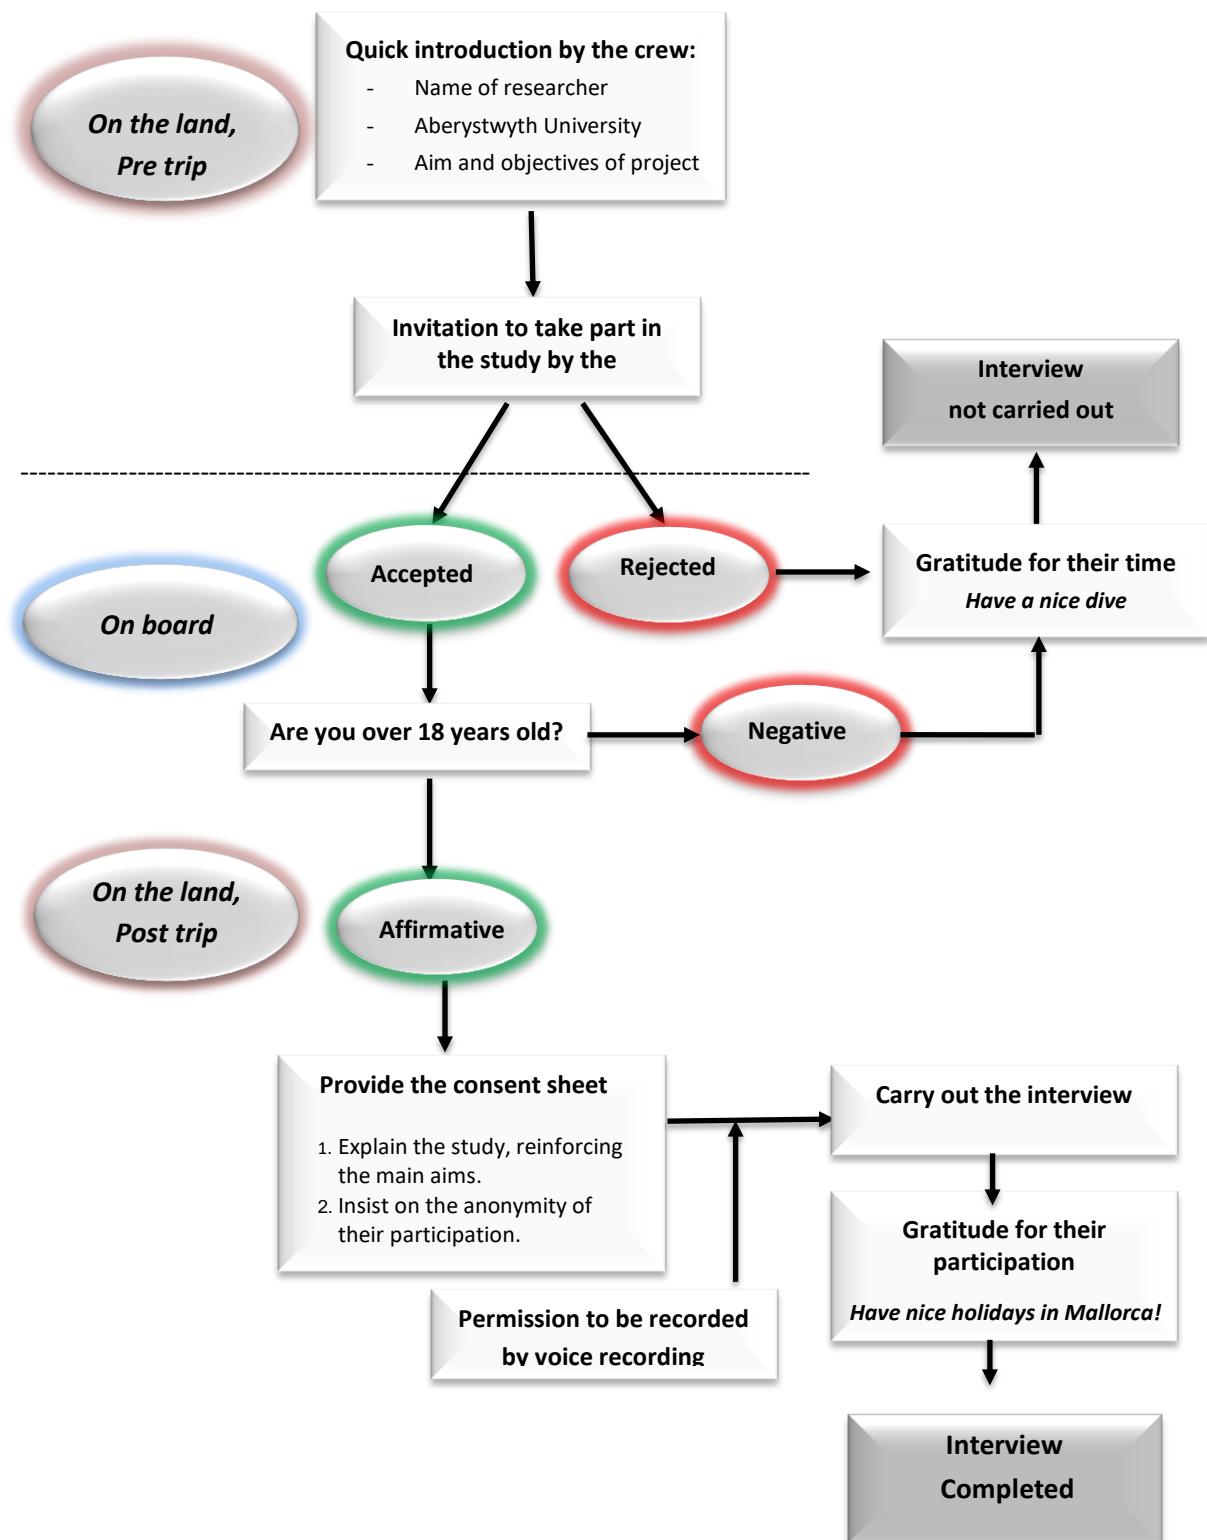 Quick introduction by the crew:
- Name of researcher
- Aberystwyth University
- Aim and objectives of project
On the land,
Pre trip
Invitation to take part in
the study by the
Interview
not carried out
Accepted
Rejected
Gratitude for their time
Have a nice dive
On board
Are you over 18 years old?
Negative
On the land,
Post trip
Affirmative
Provide the consent sheet
1. Explain the study, reinforcing
the main aims.
2. Insist on the anonymity of
their participation.
Carry out the interview
Gratitude for their
participation
Have nice holidays in Mallorca!
Permission to be recorded
by voice recording
Interview
Completed